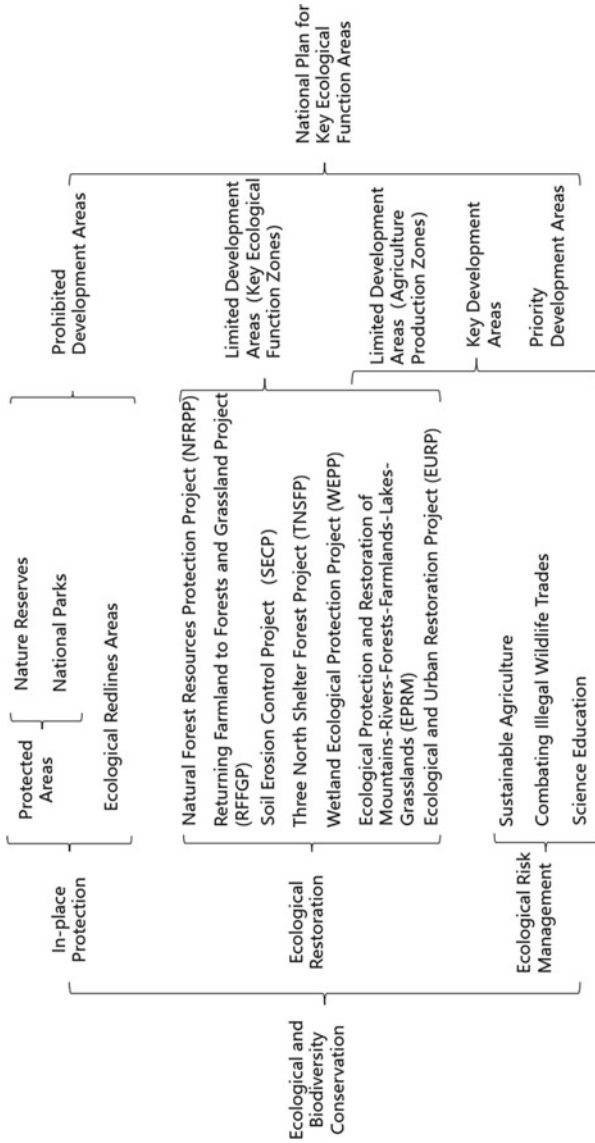 Ecological and
Biodiversity
Conservation
In-place
Protection
Ecological
Restoration
Ecological Risk
Management
Protected
Areas
Nature Reserves
National Parks
Ecological Redlines Areas
Natural Forest Resources Protection Project (NFRPP)
Returning Farmland to Forests and Grassland Project
(RFFGP)
Soil Erosion Control Project (SECP)
Three North Shelter Forest Project (TNSFP)
Wetland Ecological Protection Project (WEPP)
Ecological Protection and Restoration of
Mountains-Rivers-Forests-Farmlands-Lakes-
Grasslands (EPRM)
Ecological and Urban Restoration Project (EURP)
Sustainable Agriculture
Combating Illegal Wildlife Trades
Science Education
Prohibited
Development Areas
Limited Development
Areas (Key Ecological
Function Zones)
Limited Development
Areas (Agriculture
Production Zones)
Key Development
Areas
Priority Development Areas
National Plan for
Key Ecological
Function Areas